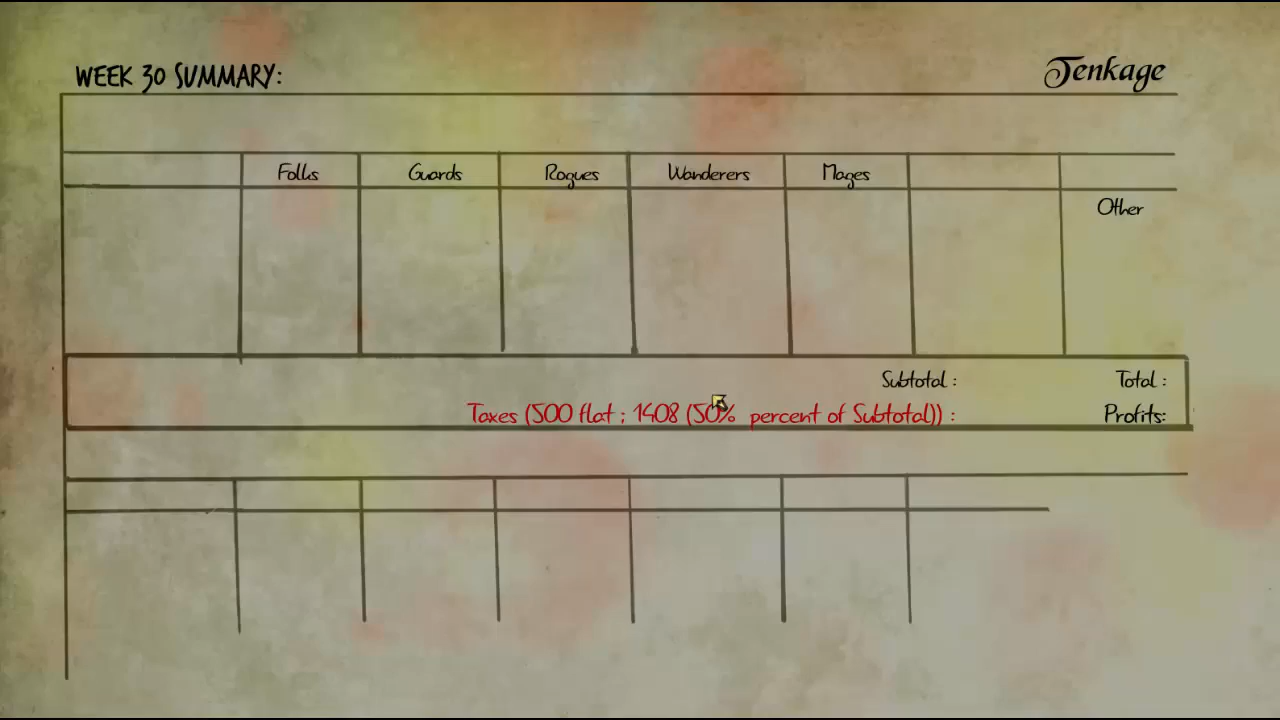 WEEK 30 SUMMARY:
Tenkage
Folks Guards Rogues Wanderers Mages
Other
Subtotal : Total :
Taxes (500 flat ; 1408 (50% percent of Subtotal)) : Profits: